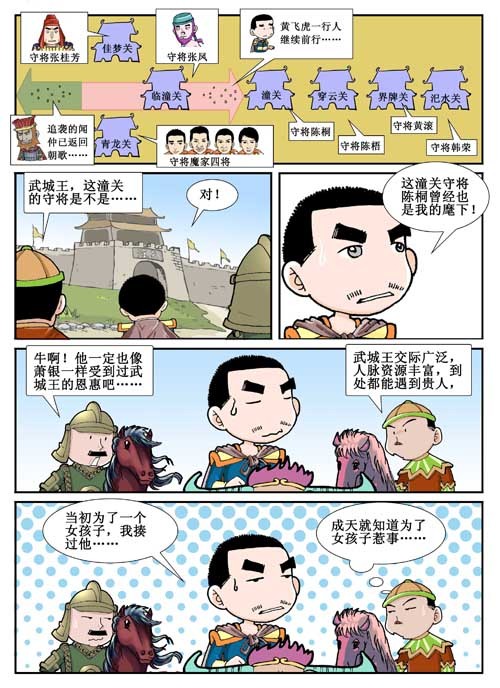 守将张桂芳
佳梦关
守将张凤
黄飞虎一行人
继续前行……
临潼关
潼关
穿云关
界牌关
汜水关
追袭的闻
仲已返回
朝歌……
青龙关
守将魔家四将
守将陈桐
守将陈梧
守将黄滚
守将韩荣
武城王，这潼关
的守将是不是……
对！
这潼关守将
陈桐曾经也
是我的麾下！
牛啊！他一定也像
萧银一样受到过武
城王的恩惠吧……
武城王交际广泛，
人脉资源丰富，到
处都能遇到贵人，
当初为了一个
女孩子，我揍
过他……
成天就知道为了
女孩子惹事……